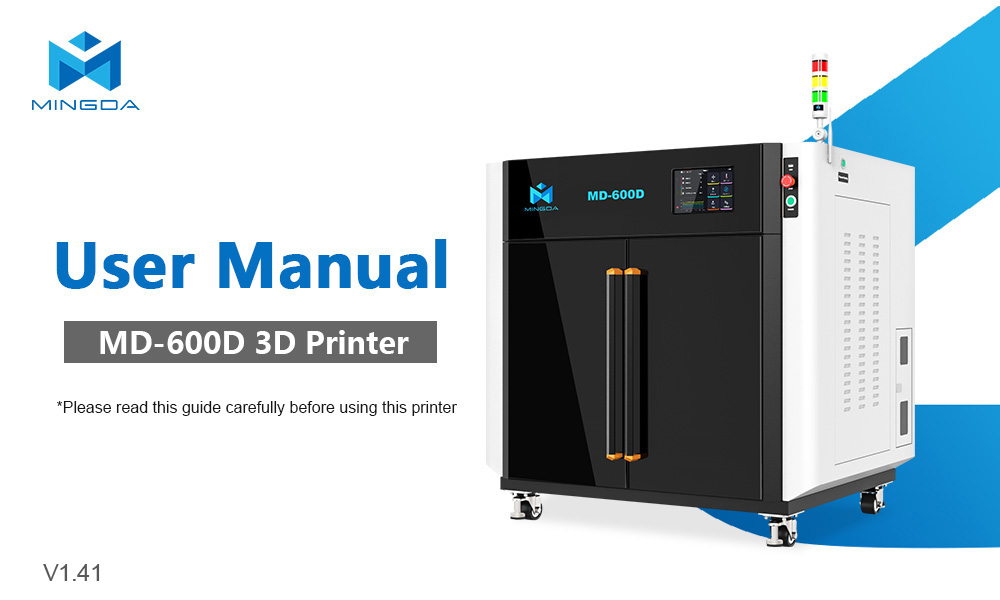 MINGDA
User Manual
MD-600D 3D Printer
*Please read this guide carefully before using this printer
V1.41
MINGDA
MD-600D